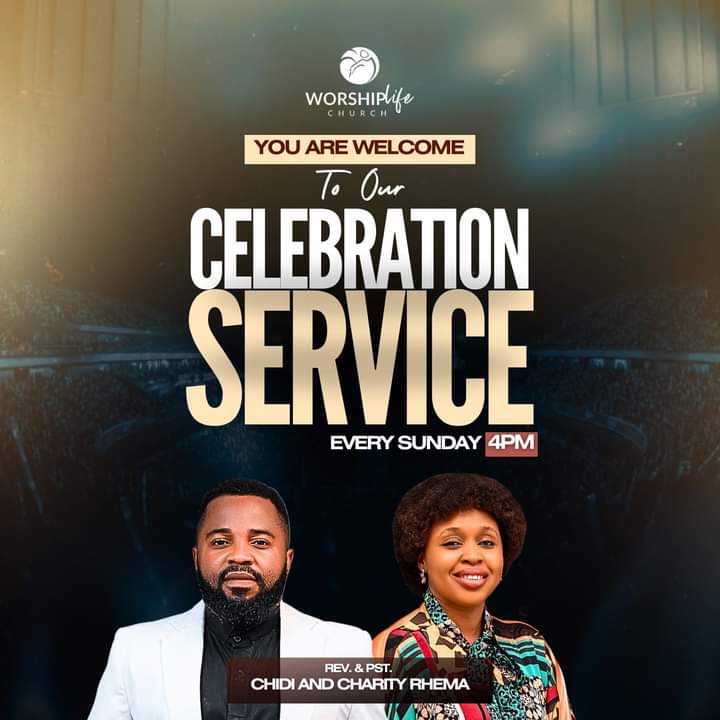 WORSHIPlife
CHURCH
YOU ARE WELCOME
To Our
CELEBRATION
SERVICE
EVERY SUNDAY 4PM
REV. & PST.
CHIDI AND CHARITY RHEMA